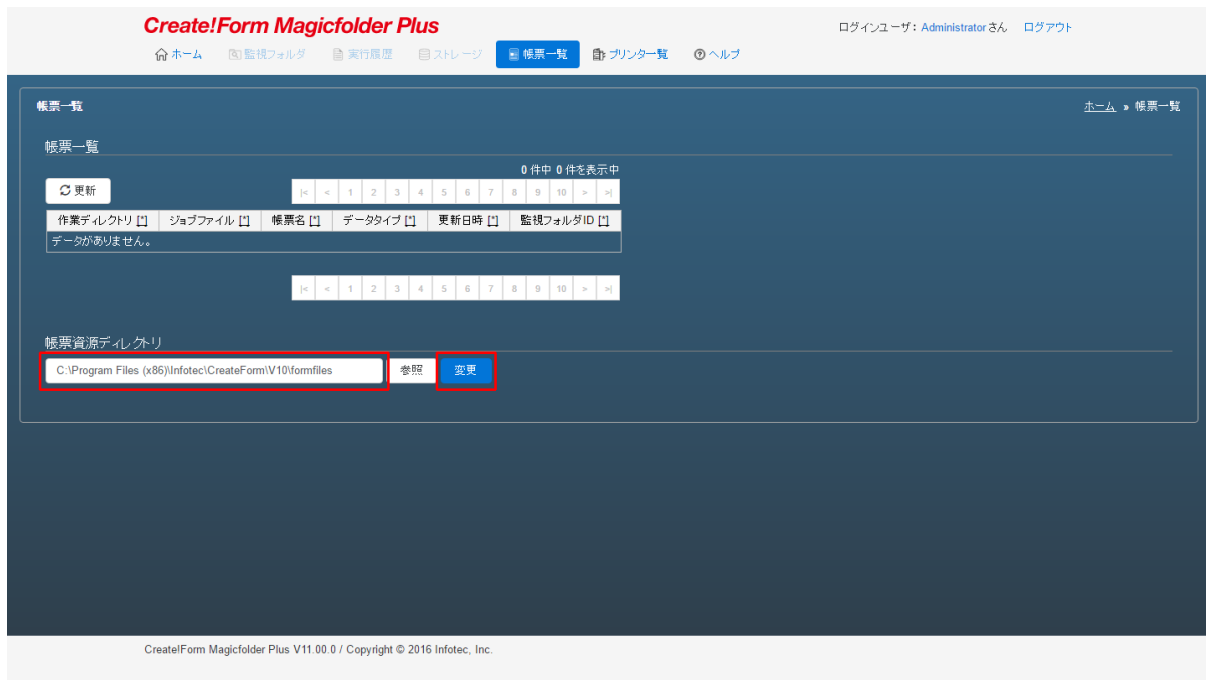 Create!Form Magicfolder Plus
ログインユーザ: Administratorさん ログアウト
ホーム 監視フォルダ 実行履歴 ストレージ 帳票一覧 プリンター覧 ヘルプ
帳票一覧
ホーム » 帳票一覧
帳票一覧
0 件中 0 件を表示中
更新
|< < 1 2 3 4 5 6 7 8 9 10 > >|
作業ディレクトリ [*] ジョブファイル [*] 帳票名 [*] データタイプ [*] 更新日時 [*] 監視フォルダID [*]
データがありません。
|< < 1 2 3 4 5 6 7 8 9 10 > >|
帳票資源ディレクトリ
C:\Program Files (x86)\Infotec\CreateForm\V10\formfiles 参照 変更
Create!Form Magicfolder Plus V11.00.0 / Copyright © 2016 Infotec, Inc.